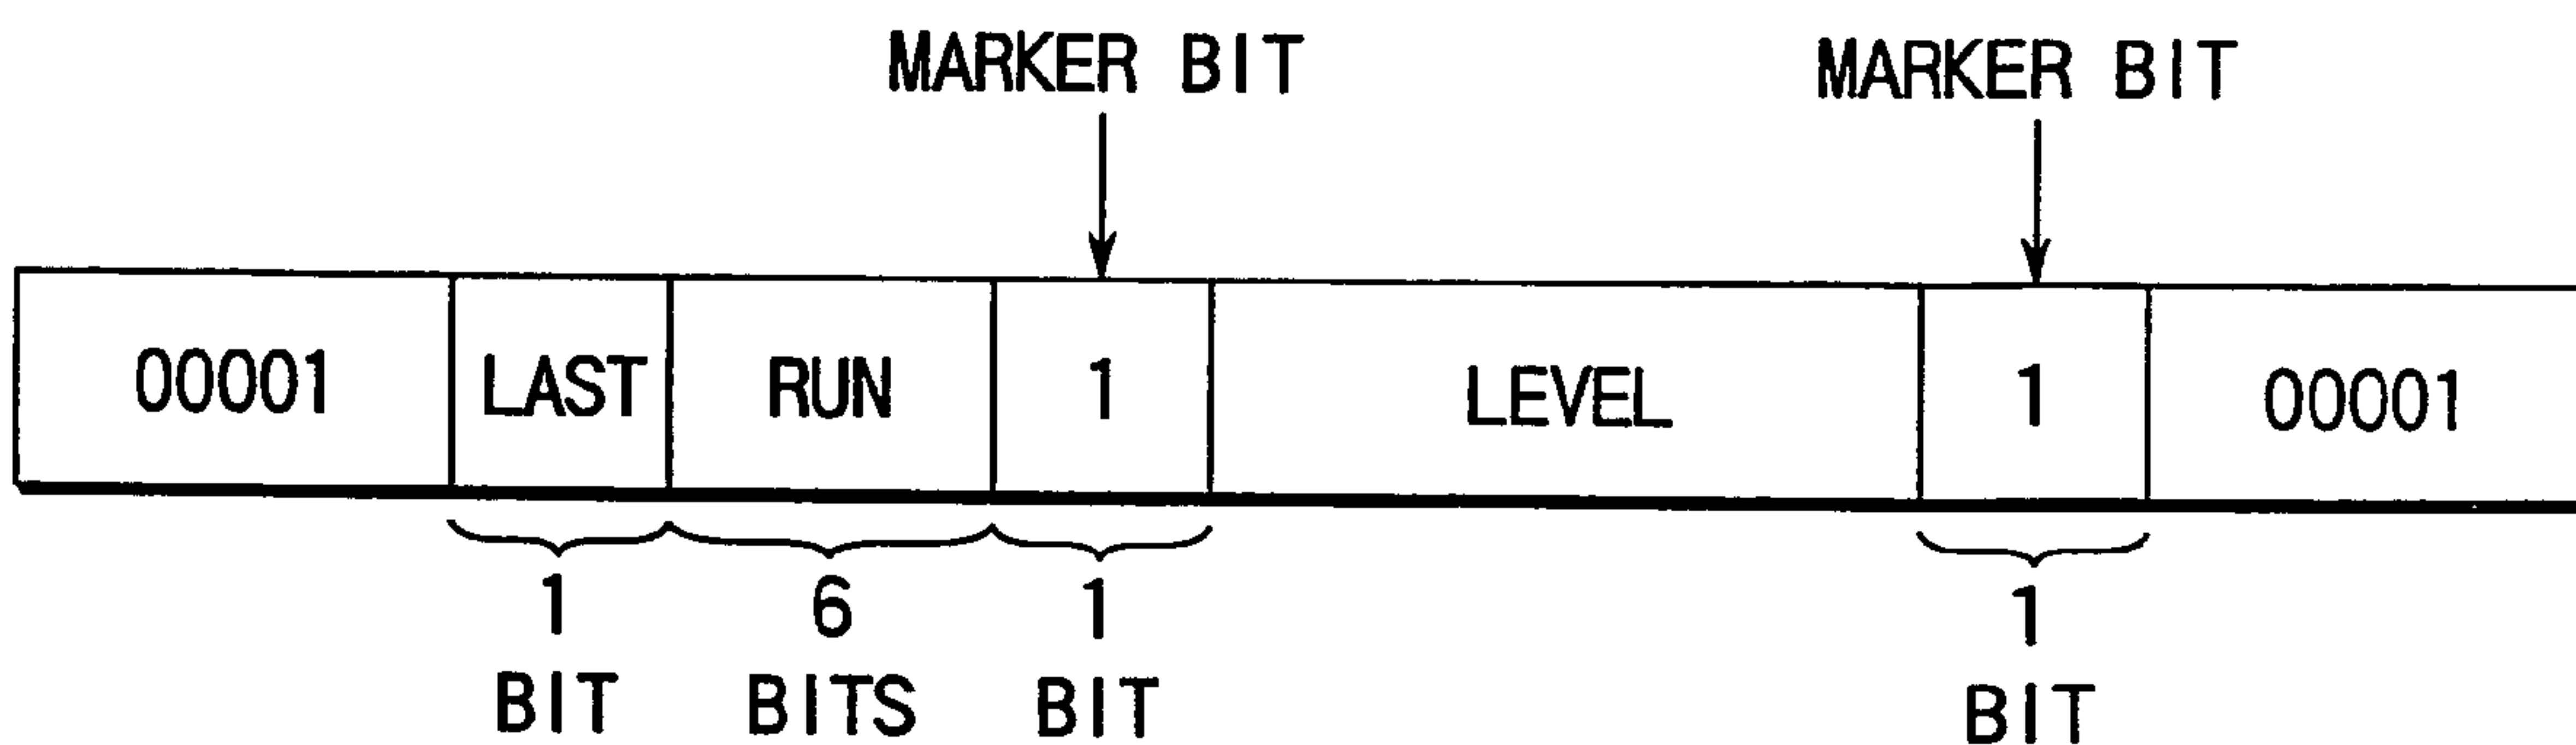 MARKER BIT MARKER BIT
00001 LAST RUN 1 LEVEL 1 00001
1 6 1 1
BIT BITS BIT BIT